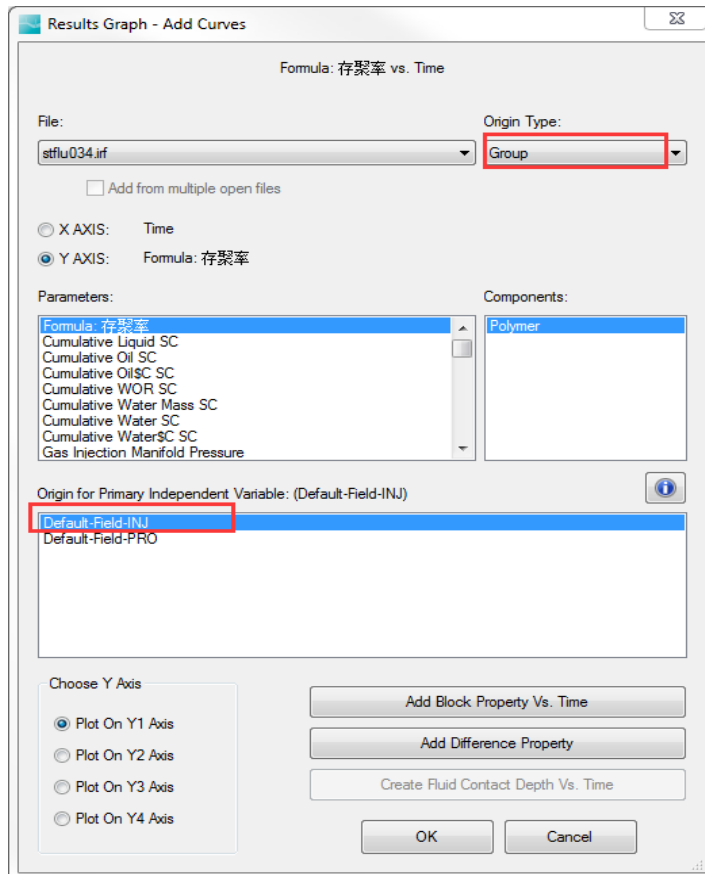 Results Graph - Add Curves
Formula: 存聚率 vs. Time
File:
Origin Type:
stflu034.irf
Group
Add from multiple open files
X AXIS: Time
Y AXIS: Formula: 存聚率
Parameters:
Components:
Formula: 存聚率
Polymer
Cumulative Liquid SC
Cumulative Oil SC
Cumulative Oil$C SC
Cumulative WOR SC
Cumulative Water Mass SC
Cumulative Water SC
Cumulative Water$C SC
Gas Injection Manifold Pressure
Origin for Primary Independent Variable: (Default-Field-INJ)
Default-Field-INJ
Default-Field-PRO
Choose Y Axis
Plot On Y1 Axis
Plot On Y2 Axis
Plot On Y3 Axis
Plot On Y4 Axis
Add Block Property Vs. Time
Add Difference Property
Create Fluid Contact Depth Vs. Time
OK
Cancel